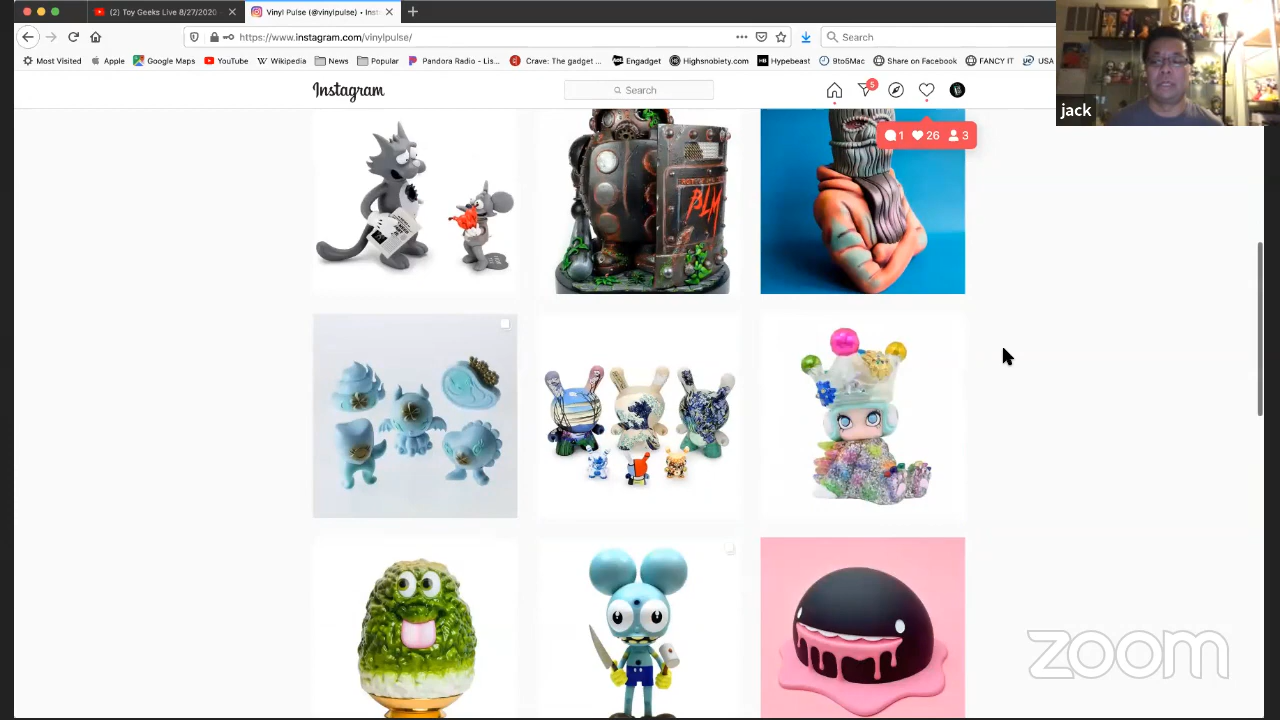 (2) Toy Geeks Live 8/27/2020
Vinyl Pulse (@vinylpulse) • Inst
https://www.instagram.com/vinylpulse/
Search
Most Visited
Apple
Google Maps
YouTube
Wikipedia
News
Popular
Pandora Radio - Lis...
Crave: The gadget ...
Engadget
Highsnobiety.com
HB
Hypebeast
9to5Mac
Share on Facebook
FANCY IT
USA
Instagram
Search
5
1 26 3
jack
BLM
zoom